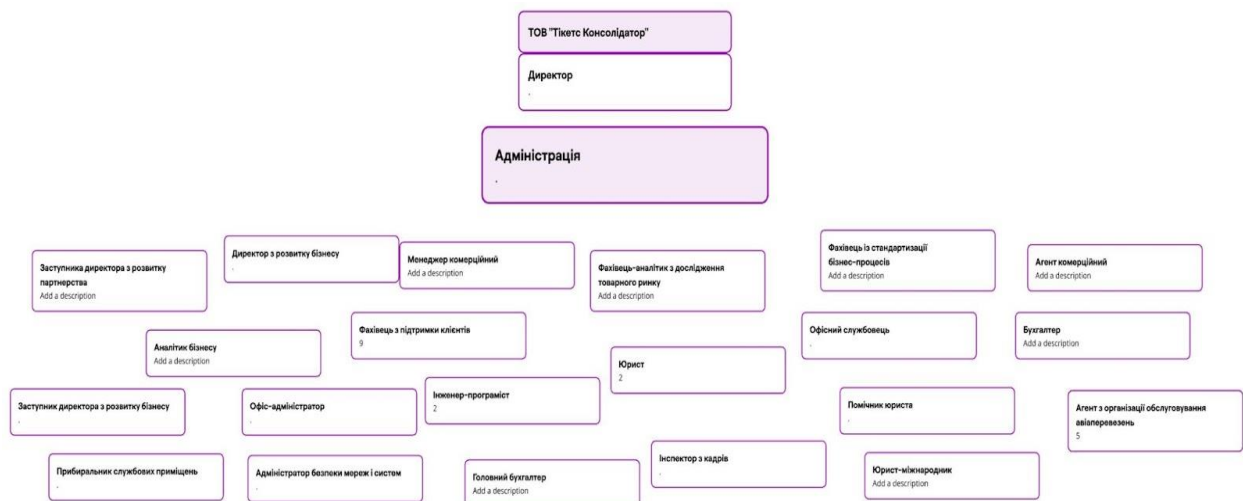 ТОВ "Тікетс Консолідатор"
Директор
.
Адміністрація
.
Заступника директора з розвитку
партнерства
Add a description
Директор з розвитку бізнесу
.
Менеджер комерційний
Add a description
Фахівець-аналітик з дослідження
товарного ринку
Add a description
Фахівець із стандартизації
бізнес-процесів
Add a description
Агент комерційний
Add a description
Аналітик бізнесу
Add a description
Фахівець з підтримки клієнтів
9
Юрист
2
Офісний службовець
.
Бухгалтер
Add a description
Заступник директора з розвитку бізнесу
.
Офіс-адміністратор
.
Інженер-програміст
2
Помічник юриста
.
Агент з організації обслуговування
авіаперевезень
5
Прибиральник службових приміщень
.
Адміністратор безпеки мереж і систем
.
Головний бухгалтер
Add a description
Інспектор з кадрів
.
Юрист-міжнародник
Add a description